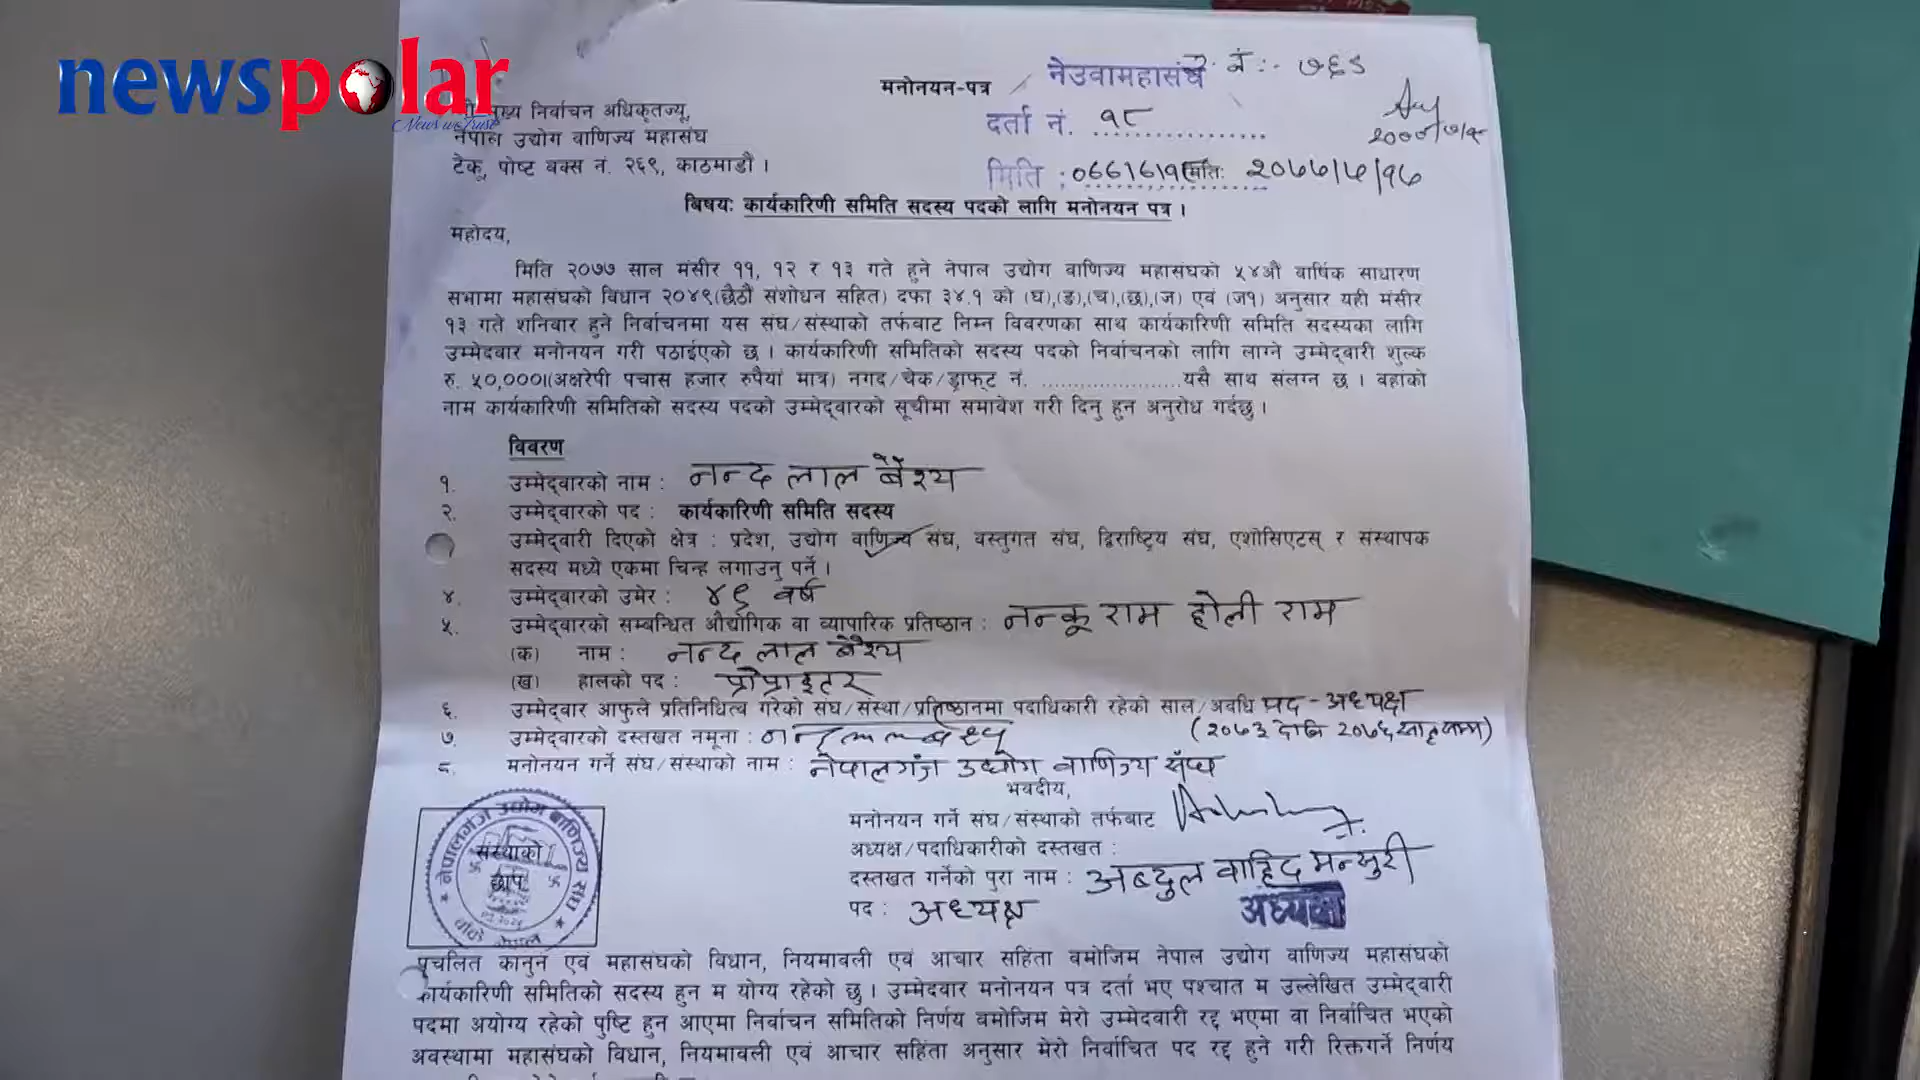 newspolar
News we Trust
मनोनयन-पत्र
नेउवामहासंघ
च. नं :- ७६९
दर्ता नं. १८
मिति : मिति: २०७७/७/१७
मुख्य निर्वाचन अधिकृतज्यू,
नेपाल उद्योग वाणिज्य महासंघ
टेकू, पोष्ट बक्स नं. २६९, काठमाडौं ।
बिषयः कार्यकारिणी समिति सदस्य पदको लागि मनोनयन पत्र ।
महोदय,
मिति २०७७ साल मंसीर ११, १२ र १३ गते हुने नेपाल उद्योग वाणिज्य महासंघको ५४औं वार्षिक साधारण
सभामा महासंघको विधान २०४९(छैठौं संशोधन सहित) दफा ३४.१ को (घ),(ङ),(च),(छ),(ज) एवं (ज१) अनुसार यही मंसीर
१३ गते शनिवार हुने निर्वाचनमा यस संघ/संस्थाको तर्फबाट निम्न विवरणका साथ कार्यकारिणी समिति सदस्यका लागि
उम्मेदवार मनोनयन गरी पठाईएको छ । कार्यकारिणी समितिको सदस्य पदको निर्वाचनको लागि लाग्ने उम्मेद्वारी शुल्क
रु. ५०,०००।(अक्षरेपी पचास हजार रुपैयां मात्र) नगद/चेक/ड्राफ्ट नं. ......................यसै साथ संलग्न छ । वहांको
नाम कार्यकारिणी समितिको सदस्य पदको उम्मेद्वारको सूचीमा समावेश गरी दिनु हुन अनुरोध गर्दछु ।
विवरण
१. उम्मेद्वारको नाम : नन्द लाल वैश्य
२. उम्मेद्वारको पद : कार्यकारिणी समिति सदस्य
उम्मेद्वारी दिएको क्षेत्र : प्रदेश, उद्योग वाणिज्य संघ, वस्तुगत संघ, द्विराष्ट्रिय संघ, एशोसिएटस् र संस्थापक
सदस्य मध्ये एकमा चिन्ह लगाउनु पर्ने ।
४. उम्मेद्वारको उमेर : ४९ वर्ष
५. उम्मेद्वारको सम्बन्धित औद्योगिक वा व्यापारिक प्रतिष्ठान : नन्कू राम होली राम
(क) नाम : नन्द लाल वैश्य
(ख) हालको पद : प्रोप्राइटर
६. उम्मेद्वार आफुले प्रतिनिधित्व गरेको संघ/संस्था/प्रतिष्ठानमा पदाधिकारी रहेको साल/अवधि पद - अध्यक्ष
७. उम्मेद्वारको दस्तखत नमूना : (२०७३ देखि २०७६
८. मनोनयन गर्ने संघ/संस्थाको नाम : नेपालगंज उद्योग वाणिज्य संघ
भवदीय,
मनोनयन गर्ने संघ/संस्थाको तर्फबाट
अध्यक्ष/पदाधिकारीको दस्तखत :
दस्तखत गर्नेको पुरा नाम : अब्दुल वाहिद मन्सुरी
पद : अध्यक्ष अध्यक्ष
नेपालगंज उद्योग वाणिज्य संघ
संस्थाको
छाप
बाँके नेपाल
प्रचलित कानुन एवं महासंघको विधान, नियमावली एवं आचार संहिता बमोजिम नेपाल उद्योग वाणिज्य महासंघको
कार्यकारिणी समितिको सदस्य हुन म योग्य रहेको छु । उम्मेदवार मनोनयन पत्र दर्ता भए पश्चात म उल्लेखित उम्मेद्वारी
पदमा अयोग्य रहेको पुष्टि हुन आएमा निर्वाचन समितिको निर्णय बमोजिम मेरो उम्मेदवारी रद्द भएमा वा निर्वाचित भएको
अवस्थामा महासंघको विधान, नियमावली एवं आचार संहिता अनुसार मेरो निर्वाचित पद रद्द हुने गरी रिक्तगर्ने निर्णय